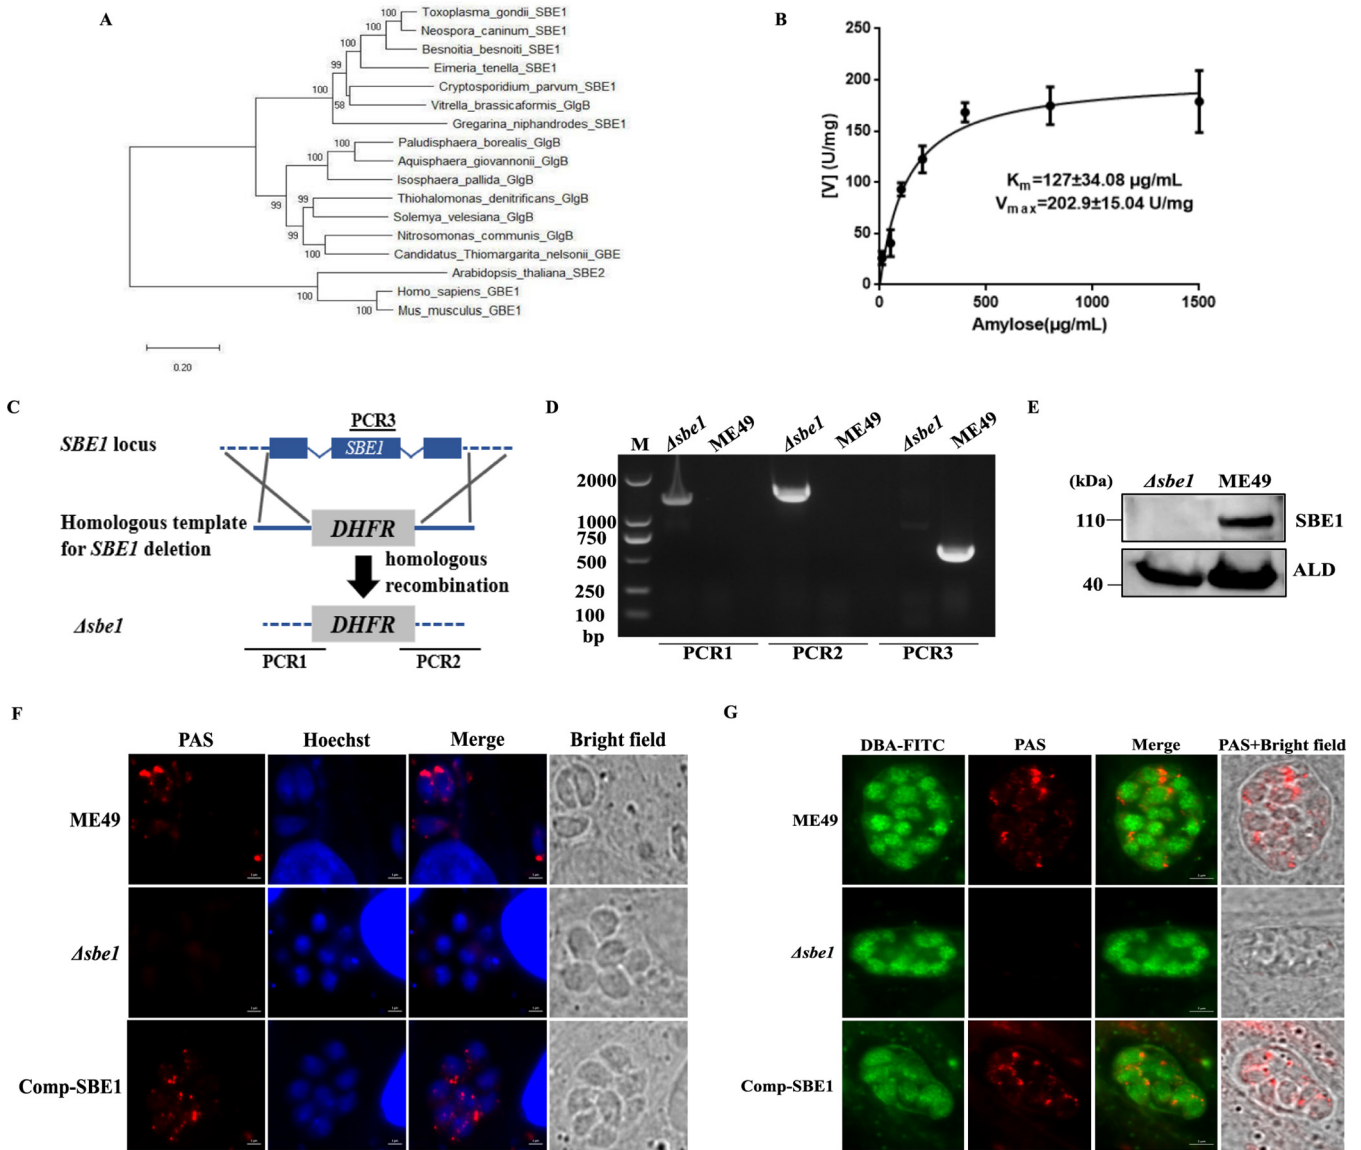 A
Toxoplasma_gondii_SBE1
Neospora_caninum_SBE1
Besnoitia_besnoiti_SBE1
Eimeria_tenella_SBE1
Cryptosporidium_parvum_SBE1
Vitrella_brassicaformis_GlgB
Gregarina_niphandrodes_SBE1
Paludisphaera_borealis_GlgB
Aquisphaera_giovannonii_GlgB
Isosphaera_pallida_GlgB
Thiohalomonas_denitrificans_GlgB
Solemya_velesiana_GlgB
Nitrosomonas_communis_GlgB
Candidatus_Thiomargarita_nelsonii_GBE
Arabidopsis_thaliana_SBE2
Homo_sapiens_GBE1
Mus_musculus_GBE1
100
100
100
99
100
58
100
100
99
99
99
100
100
100
0.20
B
[V] (U/mg)
250
200
150
100
50
0
Km=127±34.08 µg/mL
Vmax=202.9±15.04 U/mg
0 500 1000 1500
Amylose(µg/mL)
C
PCR3
SBE1 locus
SBE1
Homologous template
for SBE1 deletion
DHFR
homologous
recombination
Δsbe1
DHFR
PCR1 PCR2
D
M Δsbe1 ME49 Δsbe1 ME49 Δsbe1 ME49
2000
1000
750
500
250
100
bp
PCR1 PCR2 PCR3
E
(kDa) Δsbe1 ME49
110 SBE1
40 ALD
F
PAS Hoechst Merge Bright field
ME49
Δsbe1
Comp-SBE1
G
DBA-FITC PAS Merge PAS+Bright field
ME49
Δsbe1
Comp-SBE1